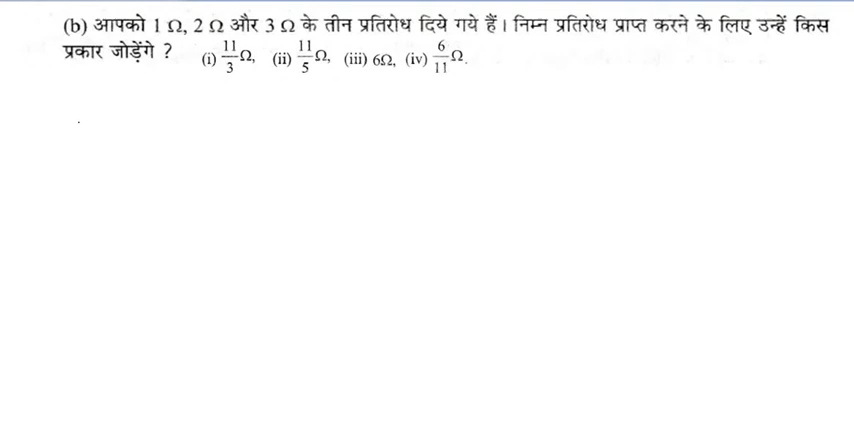 (b) आपको 1 Ω, 2 Ω और 3 Ω के तीन प्रतिरोध दिये गये हैं। निम्न प्रतिरोध प्राप्त करने के लिए उन्हें किस
प्रकार जोड़ेंगे ? (i) 11/3 Ω, (ii) 11/5 Ω, (iii) 6Ω, (iv) 6/11 Ω.